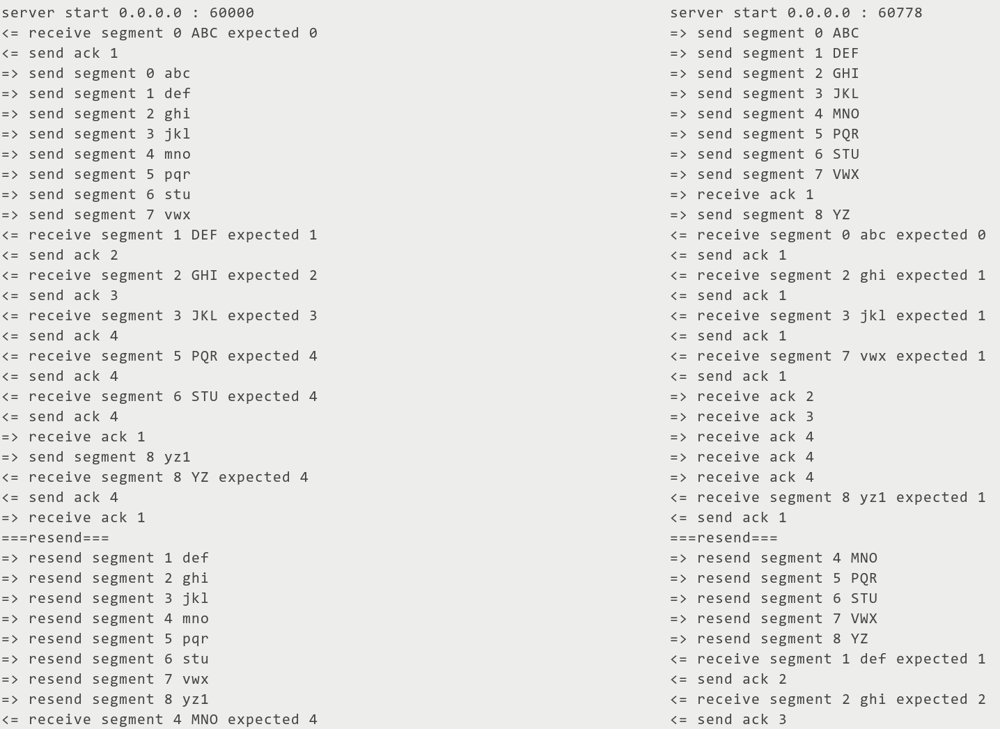 server start 0.0.0.0 : 60000
<= receive segment 0 ABC expected 0
<= send ack 1
=> send segment 0 abc
=> send segment 1 def
=> send segment 2 ghi
=> send segment 3 jkl
=> send segment 4 mno
=> send segment 5 pqr
=> send segment 6 stu
=> send segment 7 vwx
<= receive segment 1 DEF expected 1
<= send ack 2
<= receive segment 2 GHI expected 2
<= send ack 3
<= receive segment 3 JKL expected 3
<= send ack 4
<= receive segment 5 PQR expected 4
<= send ack 4
<= receive segment 6 STU expected 4
<= send ack 4
=> receive ack 1
=> send segment 8 yz1
<= receive segment 8 YZ expected 4
<= send ack 4
=> receive ack 1
===resend===
=> resend segment 1 def
=> resend segment 2 ghi
=> resend segment 3 jkl
=> resend segment 4 mno
=> resend segment 5 pqr
=> resend segment 6 stu
=> resend segment 7 vwx
=> resend segment 8 yz1
<= receive segment 4 MNO expected 4
server start 0.0.0.0 : 60778
=> send segment 0 ABC
=> send segment 1 DEF
=> send segment 2 GHI
=> send segment 3 JKL
=> send segment 4 MNO
=> send segment 5 PQR
=> send segment 6 STU
=> send segment 7 VWX
=> receive ack 1
=> send segment 8 YZ
<= receive segment 0 abc expected 0
<= send ack 1
<= receive segment 2 ghi expected 1
<= send ack 1
<= receive segment 3 jkl expected 1
<= send ack 1
<= receive segment 7 vwx expected 1
<= send ack 1
=> receive ack 2
=> receive ack 3
=> receive ack 4
=> receive ack 4
=> receive ack 4
<= receive segment 8 yz1 expected 1
<= send ack 1
===resend===
=> resend segment 4 MNO
=> resend segment 5 PQR
=> resend segment 6 STU
=> resend segment 7 VWX
=> resend segment 8 YZ
<= receive segment 1 def expected 1
<= send ack 2
<= receive segment 2 ghi expected 2
<= send ack 3